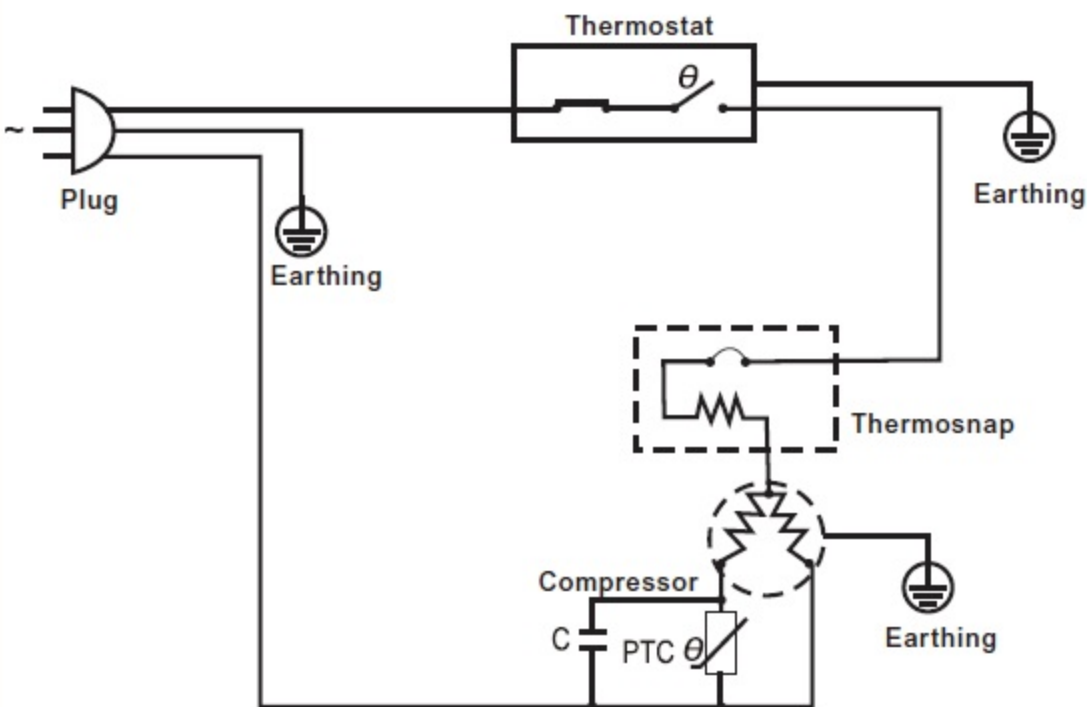 Thermostat
θ
~
Plug
Earthing
Earthing
Thermosnap
Compressor
C
PTC θ
Earthing